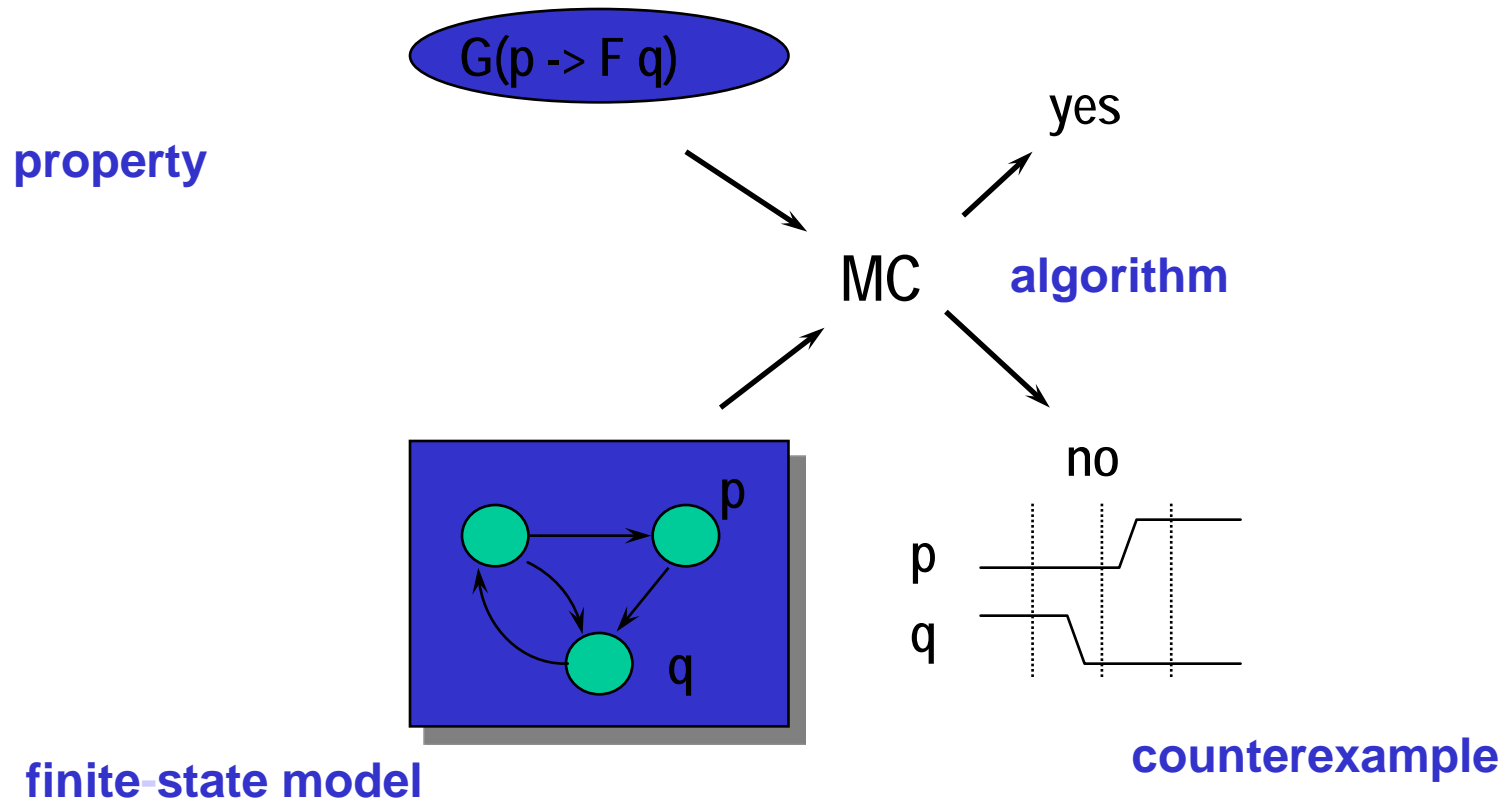 G(p -> F q)
yes
property
MC
algorithm
no
p
p
q
q
counterexample
finite-state model